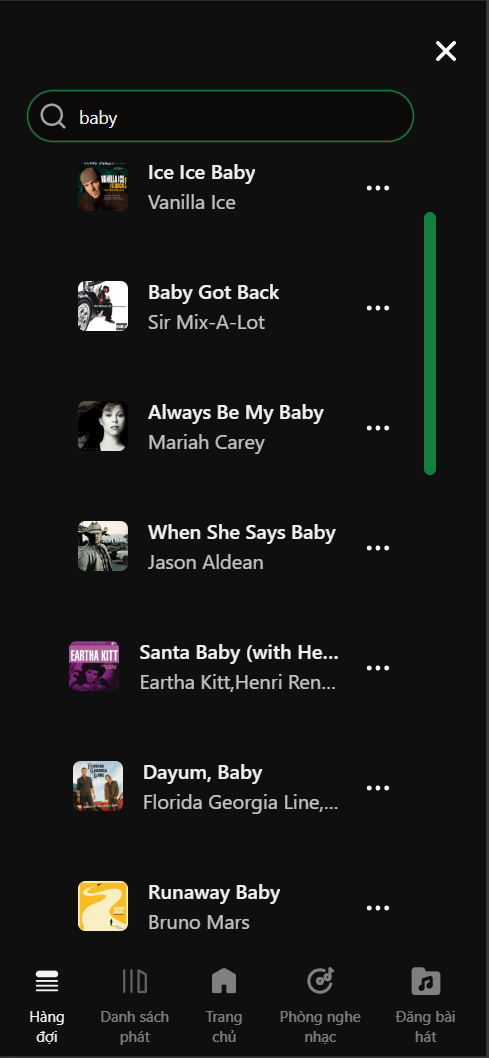 baby
Ice Ice Baby
Vanilla Ice
VANILLA ICE
Baby Got Back
Sir Mix-A-Lot
Always Be My Baby
Mariah Carey
When She Says Baby
Jason Aldean
EARTHA KITT
Santa Baby (with He...
Eartha Kitt,Henri Ren...
Dayum, Baby
Florida Georgia Line,...
Runaway Baby
Bruno Mars
Hàng đợi
Danh sách phát
Trang chủ
Phòng nghe nhạc
Đăng bài hát